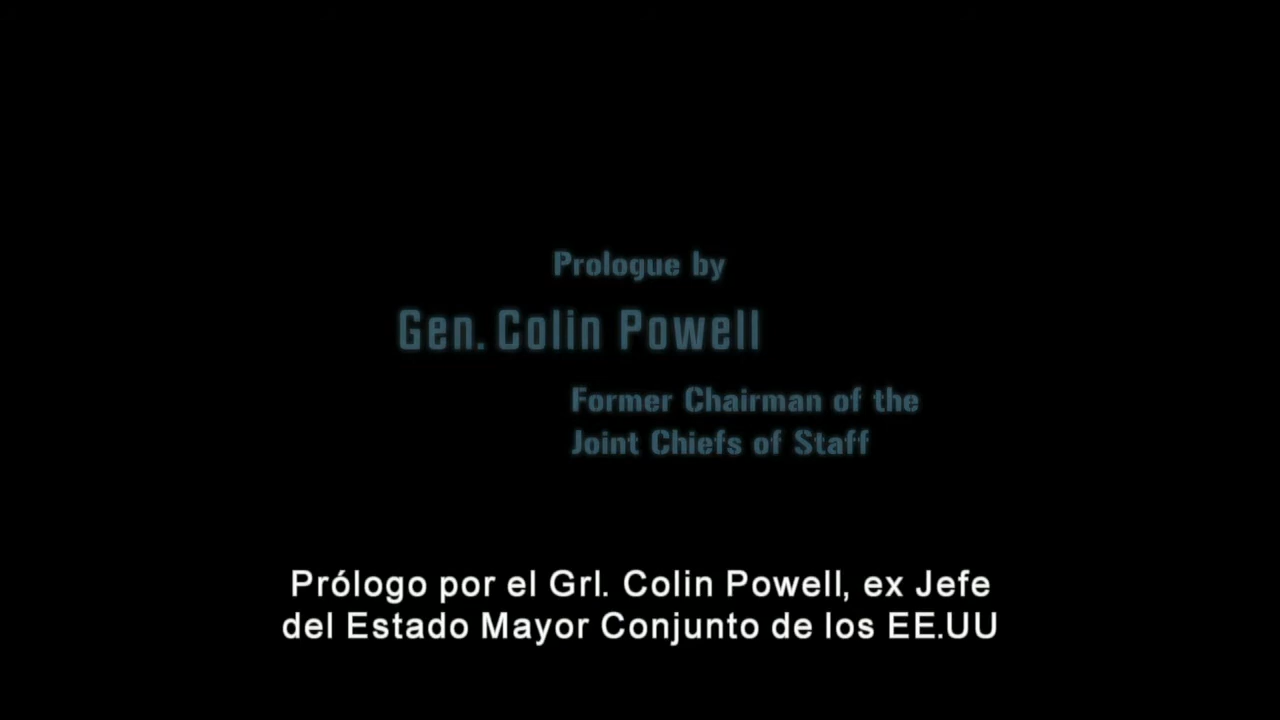 Prologue by
Gen. Colin Powell
Former Chairman of the
Joint Chiefs of Staff
Prólogo por el Grl. Colin Powell, ex Jefe
del Estado Mayor Conjunto de los EE.UU